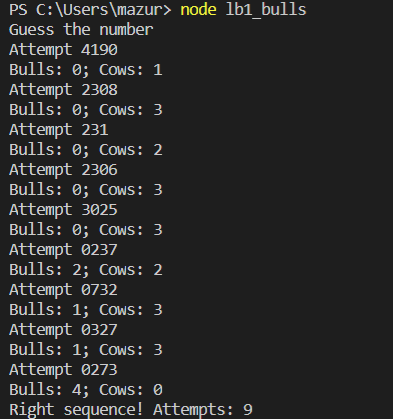 PS C:\Users\mazur> node lb1_bulls
Guess the number
Attempt 4190
Bulls: 0; Cows: 1
Attempt 2308
Bulls: 0; Cows: 3
Attempt 231
Bulls: 0; Cows: 2
Attempt 2306
Bulls: 0; Cows: 3
Attempt 3025
Bulls: 0; Cows: 3
Attempt 0237
Bulls: 2; Cows: 2
Attempt 0732
Bulls: 1; Cows: 3
Attempt 0327
Bulls: 1; Cows: 3
Attempt 0273
Bulls: 4; Cows: 0
Right sequence! Attempts: 9